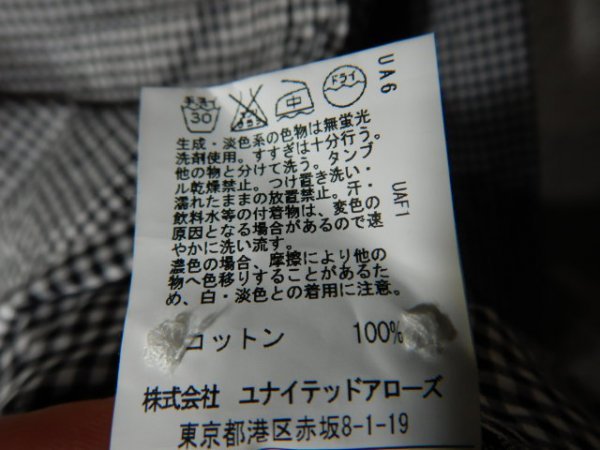 手洗イ
30
中
ドライ
UA6
生成・淡色系の色物は無蛍光
洗剤使用。すすぎは十分行う。
他の物と分けて洗う。タンブ
ル乾燥禁止。つけ置き洗い・
濡れたままの放置禁止。汗・
飲料水等の付着物は、変色の
原因となる場合があるので速
やかに洗い流す。
濃色の場合、摩擦により他の
物へ色移りすることがあるた
め、白・淡色との着用に注意。
UAF1
コットン 100%
株式会社 ユナイテッドアローズ
東京都港区赤坂8-1-19